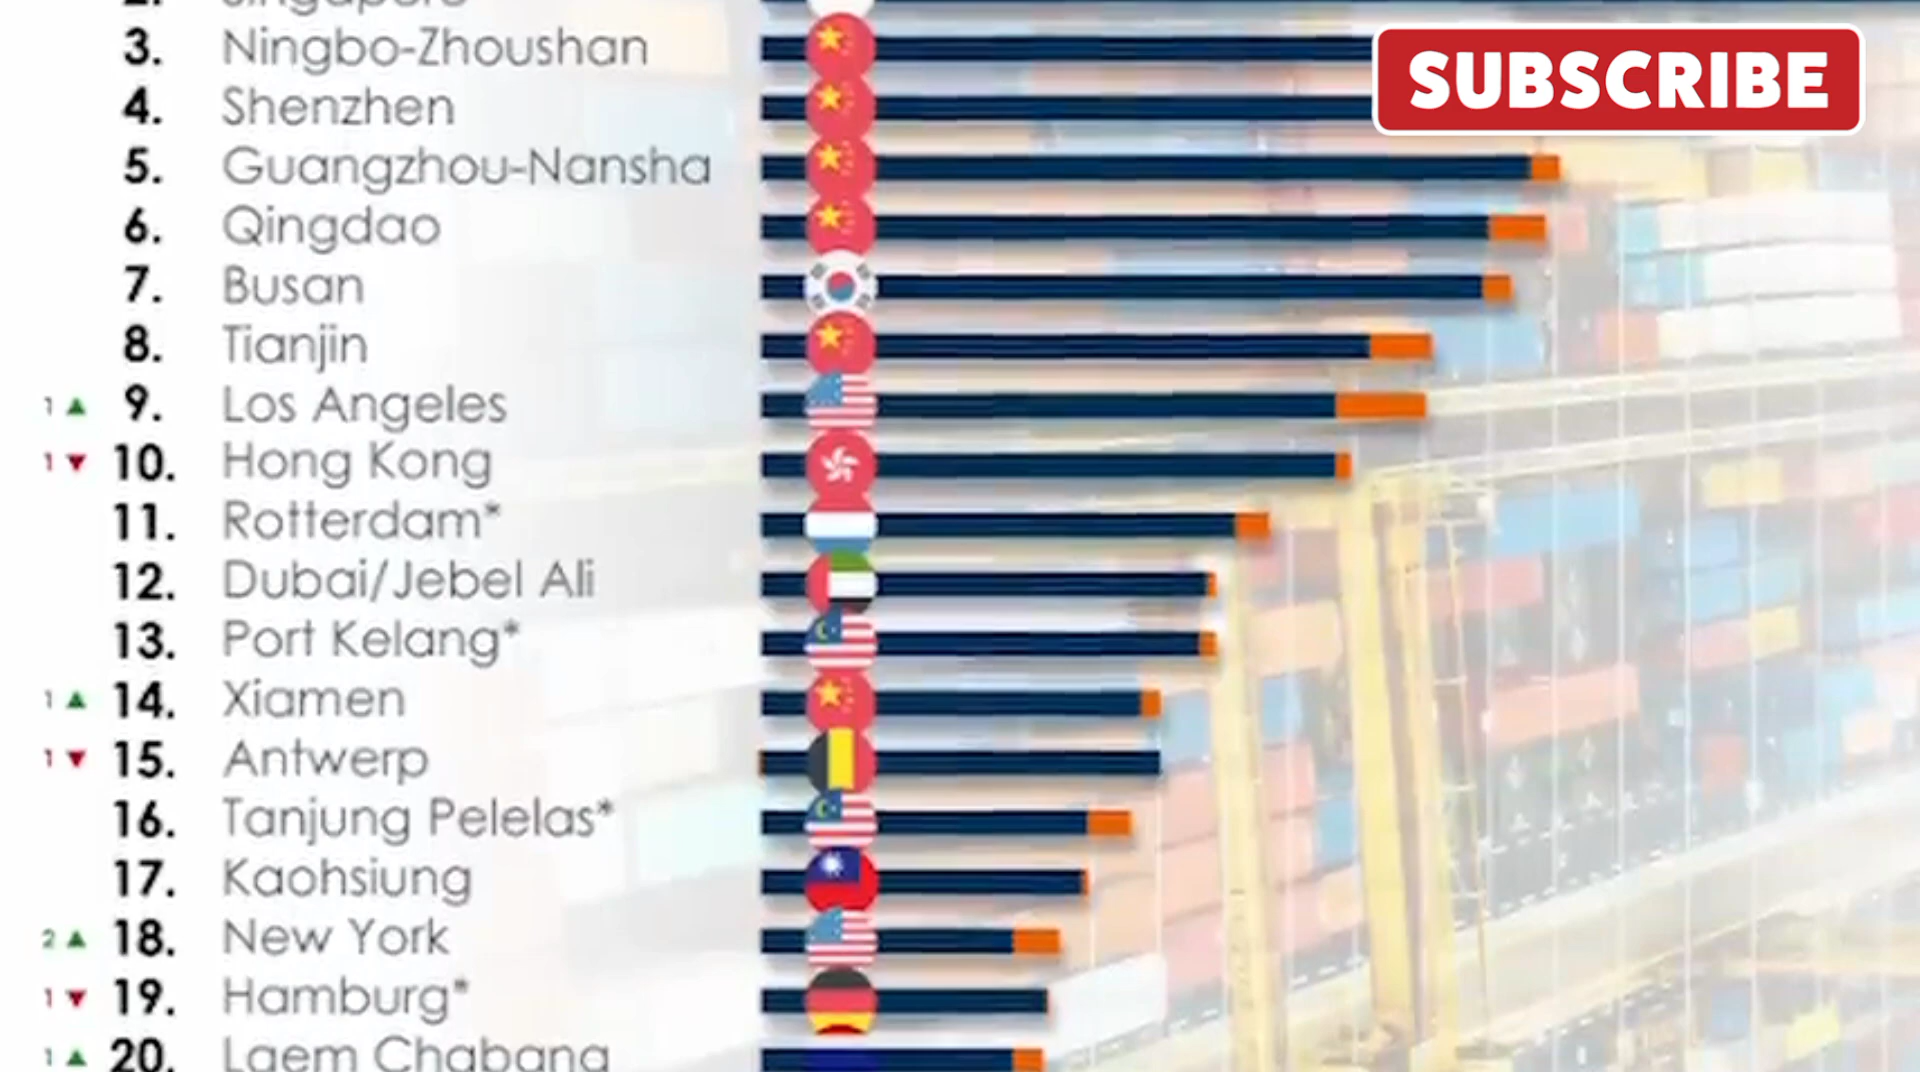 2. Singapore
3. Ningbo-Zhoushan
SUBSCRIBE
4. Shenzhen
5. Guangzhou-Nansha
6. Qingdao
7. Busan
8. Tianjin
1 ▲ 9. Los Angeles
1 ▼ 10. Hong Kong
11. Rotterdam*
12. Dubai/Jebel Ali
13. Port Kelang*
1 ▲ 14. Xiamen
1 ▼ 15. Antwerp
16. Tanjung Pelelas*
17. Kaohsiung
2 ▲ 18. New York
1 ▼ 19. Hamburg*
1 ▲ 20. Laem Chabang